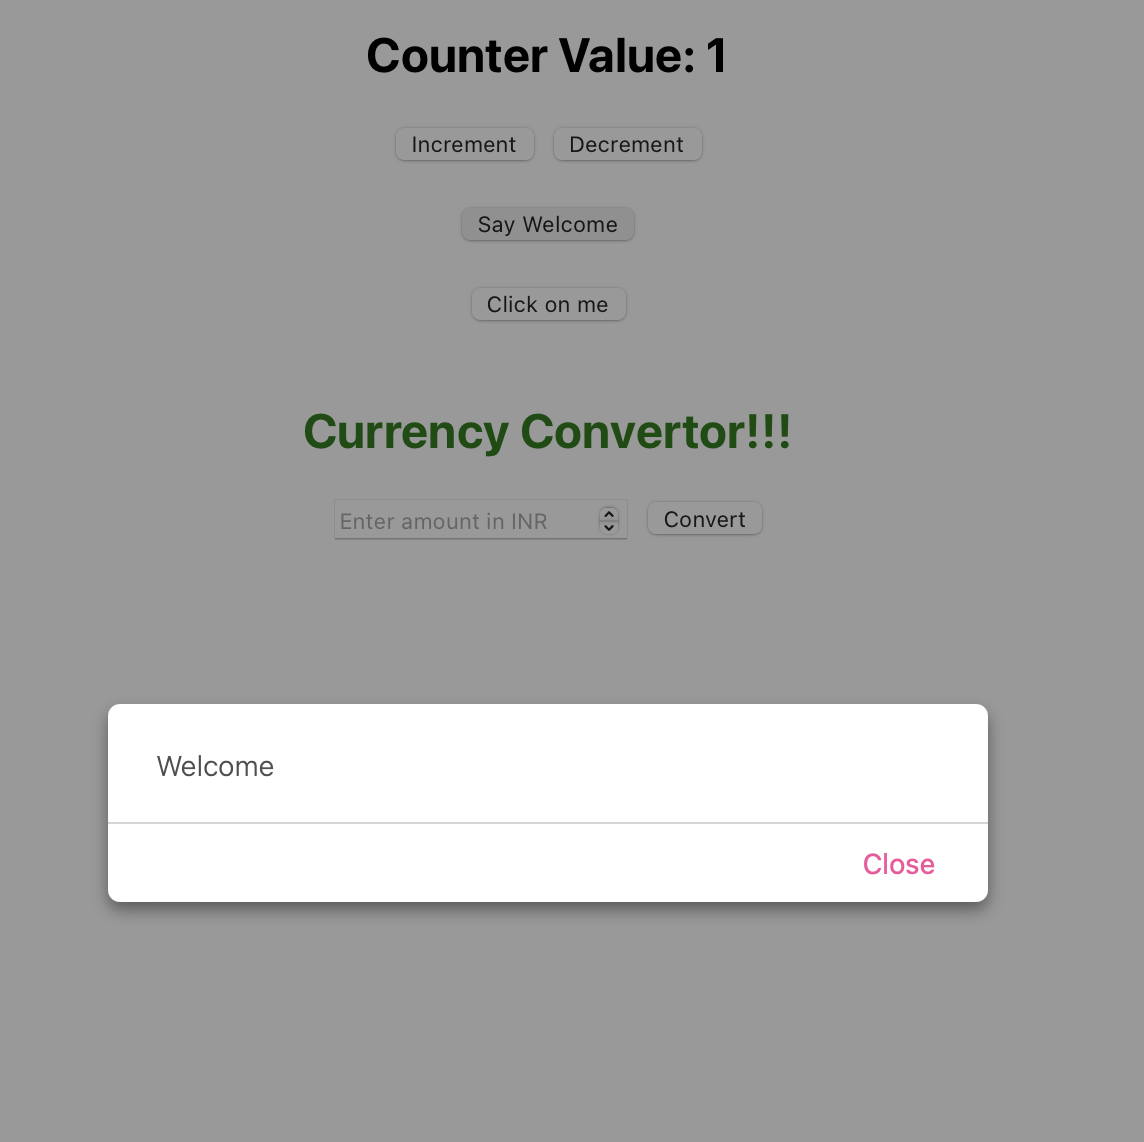 Counter Value: 1
Increment Decrement
Say Welcome
Click on me
Currency Convertor!!!
Enter amount in INR Convert
Welcome
Close